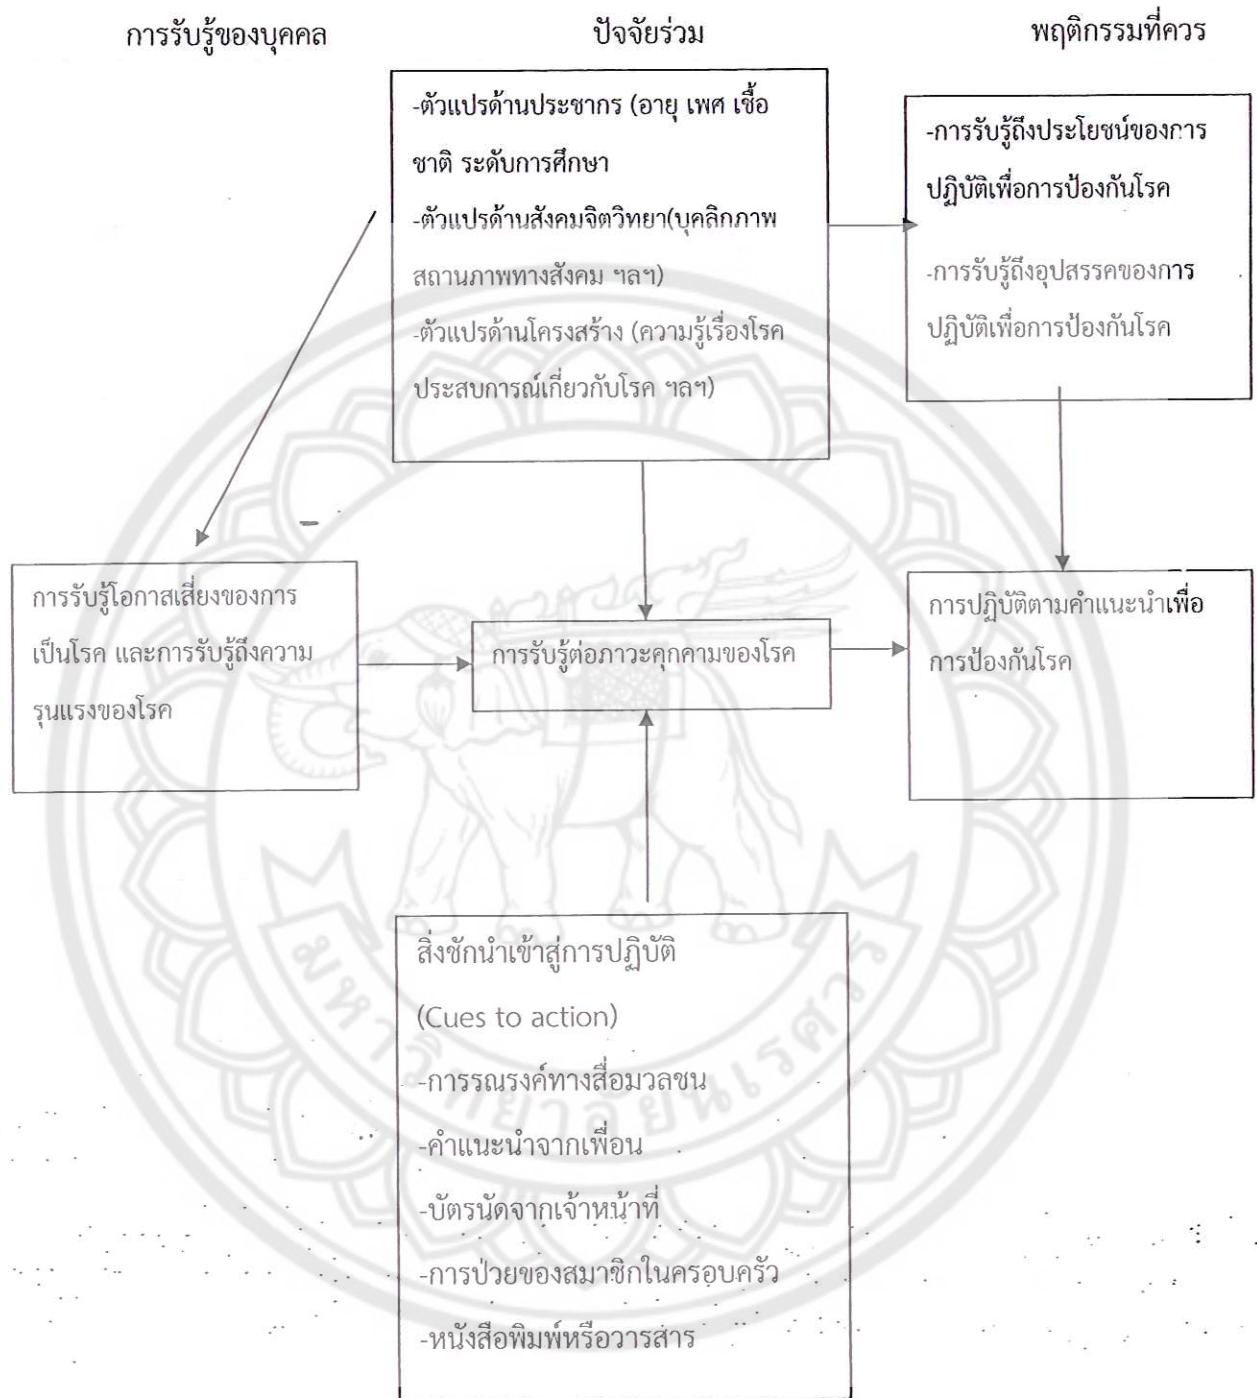 การรับรู้ของบุคคล
ปัจจัยร่วม
พฤติกรรมที่ควร
-ตัวแปรด้านประชากร (อายุ เพศ เชื้อ
ชาติ ระดับการศึกษา
-ตัวแปรด้านสังคมจิตวิทยา(บุคลิกภาพ
สถานภาพทางสังคม ฯลฯ)
-ตัวแปรด้านโครงสร้าง (ความรู้เรื่องโรค
ประสบการณ์เกี่ยวกับโรค ฯลฯ)
-การรับรู้ถึงประโยชน์ของการ
ปฏิบัติเพื่อการป้องกันโรค
-การรับรู้ถึงอุปสรรคของการ
ปฏิบัติเพื่อการป้องกันโรค
การรับรู้โอกาสเสี่ยงของการ
เป็นโรค และการรับรู้ถึงความ
รุนแรงของโรค
การรับรู้ต่อภาวะคุกคามของโรค
การปฏิบัติตามคำแนะนำเพื่อ
การป้องกันโรค
สิ่งชักนำเข้าสู่การปฏิบัติ
(Cues to action)
-การรณรงค์ทางสื่อมวลชน
-คำแนะนำจากเพื่อน
-บัตรนัดจากเจ้าหน้าที่
-การป่วยของสมาชิกในครอบครัว
-หนังสือพิมพ์หรือวารสาร
มหาวิทยาลัยนเรศวร